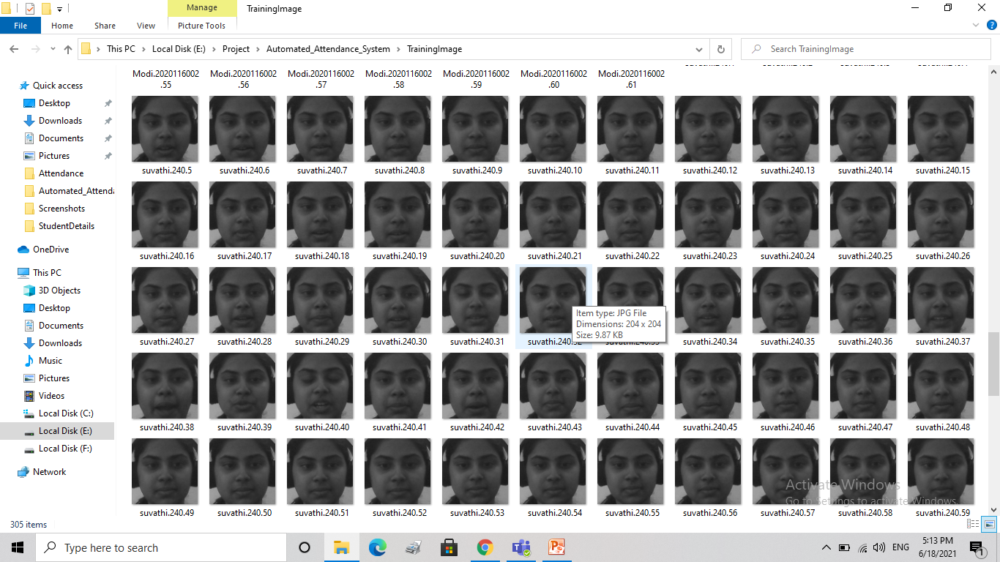 Manage
TrainingImage
File
Home
Share
View
Picture Tools
This PC
Local Disk (E:)
Project
Automated_Attendance_System
TrainingImage
Search TrainingImage
Quick access
Desktop
Downloads
Documents
Pictures
Attendance
Automated_Attenda
Screenshots
StudentDetails
OneDrive
This PC
3D Objects
Desktop
Documents
Downloads
Music
Pictures
Videos
Local Disk (C:)
Local Disk (E:)
Local Disk (F:)
Network
Modi.2020116002
.55
Modi.2020116002
.56
Modi.2020116002
.57
Modi.2020116002
.58
Modi.2020116002
.59
Modi.2020116002
.60
Modi.2020116002
.61
suvathi.240.5
suvathi.240.6
suvathi.240.7
suvathi.240.8
suvathi.240.9
suvathi.240.10
suvathi.240.11
suvathi.240.12
suvathi.240.13
suvathi.240.14
suvathi.240.15
suvathi.240.16
suvathi.240.17
suvathi.240.18
suvathi.240.19
suvathi.240.20
suvathi.240.21
suvathi.240.22
suvathi.240.23
suvathi.240.24
suvathi.240.25
suvathi.240.26
suvathi.240.27
suvathi.240.28
suvathi.240.29
suvathi.240.30
suvathi.240.31
Item type: JPG File
Dimensions: 204 x 204
Size: 9.87 KB
suvathi.240.34
suvathi.240.35
suvathi.240.36
suvathi.240.37
suvathi.240.38
suvathi.240.39
suvathi.240.40
suvathi.240.41
suvathi.240.42
suvathi.240.43
suvathi.240.44
suvathi.240.45
suvathi.240.46
suvathi.240.47
suvathi.240.48
suvathi.240.49
suvathi.240.50
suvathi.240.51
suvathi.240.52
suvathi.240.53
suvathi.240.54
suvathi.240.55
suvathi.240.56
suvathi.240.57
suvathi.240.58
suvathi.240.59
Activate Windows
Go to Settings to activate Windows.
305 items
Type here to search
ENG
5:13 PM
6/18/2021
1